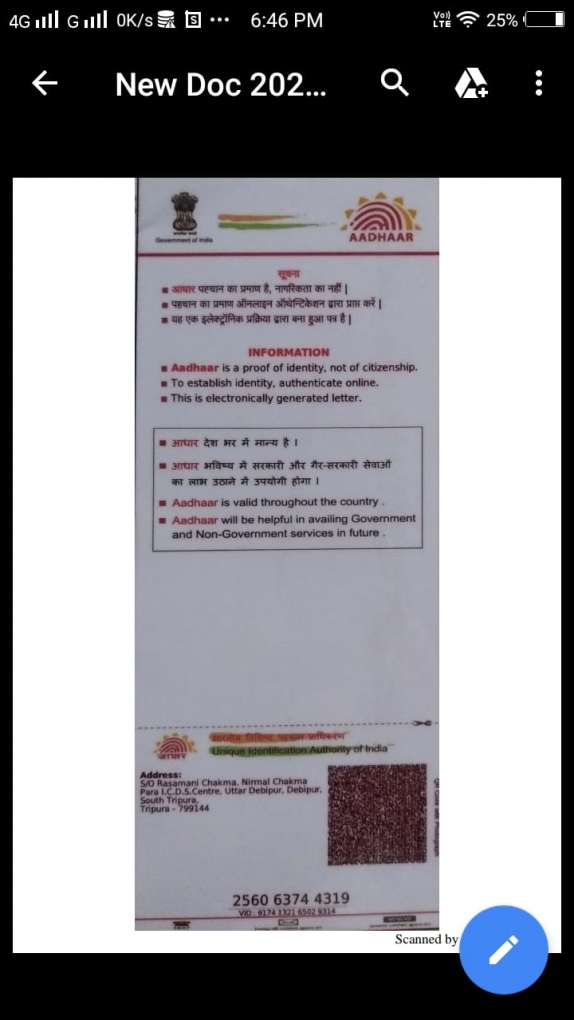 4G G 0K/s S ... 6:46 PM Vo)) LTE 25%
New Doc 202...
Government of India
AADHAAR
सूचना
आधार पहचान का प्रमाण है, नागरिकता का नहीं |
पहचान का प्रमाण ऑनलाइन ऑथेन्टिकेशन द्वारा प्राप्त करें |
यह एक इलेक्ट्रॉनिक प्रक्रिया द्वारा बना हुआ पत्र है |
INFORMATION
Aadhaar is a proof of identity, not of citizenship.
To establish identity, authenticate online.
This is electronically generated letter.
आधार देश भर में मान्य है ।
आधार भविष्य में सरकारी और गैर-सरकारी सेवाओं
का लाभ उठाने में उपयोगी होगा ।
Aadhaar is valid throughout the country .
Aadhaar will be helpful in availing Government
and Non-Government services in future .
भारतीय विशिष्ट पहचान प्राधिकरण
आधार
Unique Identification Authority of India
Address:
S/O Rasamani Chakma, Nirmal Chakma
Para I.C.D.S.Centre, Uttar Debipur, Debipur,
South Tripura,
Tripura - 799144
2560 6374 4319
VID : 9174 1321 6502 9314
Scanned by